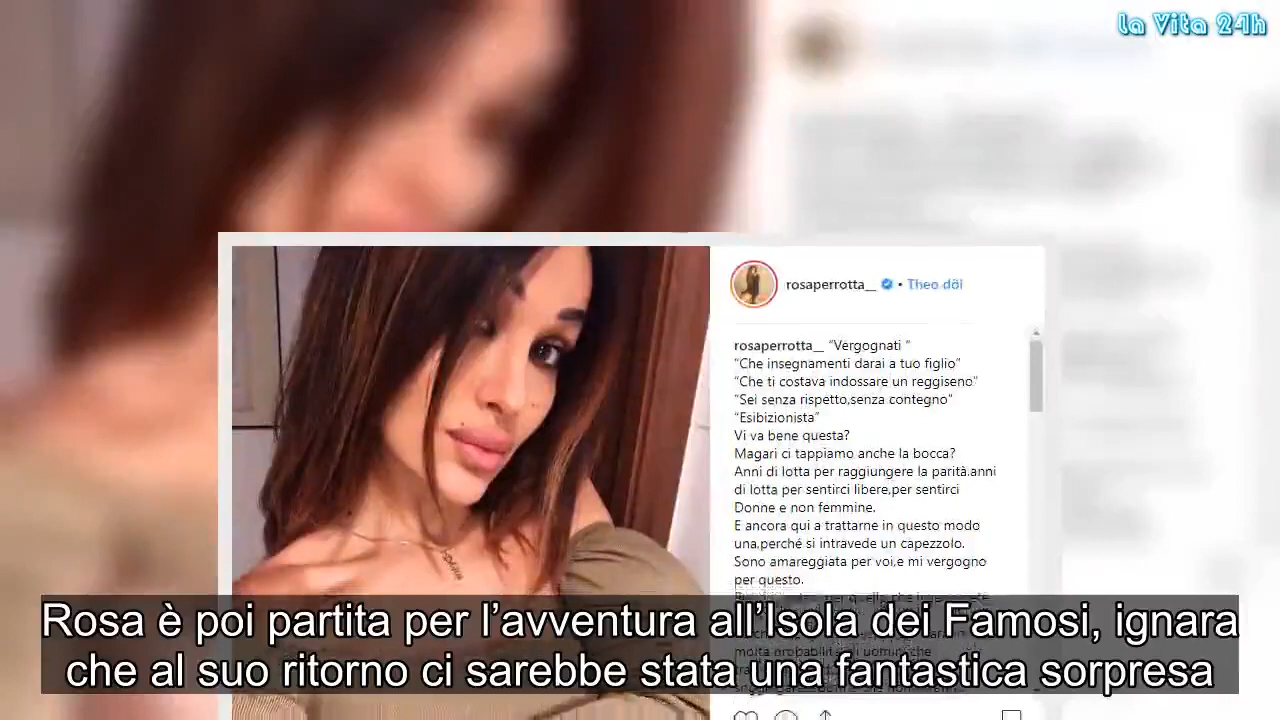 La Vita 24h
rosaperrotta__ • Theo dõi
rosaperrotta__ “Vergognati ”
“Che insegnamenti darai a tuo figlio”
“Che ti costava indossare un reggiseno”
“Sei senza rispetto,senza contegno”
“Esibizionista”
Vi va bene questa?
Magari ci tappiamo anche la bocca?
Anni di lotta per raggiungere la parità.anni
di lotta per sentirci libere,per sentirci
Donne e non femmine.
E ancora qui a trattarne in questo modo
una,perché si intravede un capezzolo.
Sono amareggiata per voi,e mi vergogno
per questo.
Rosa è poi partita per l’avventura all’Isola dei Famosi, ignara
che al suo ritorno ci sarebbe stata una fantastica sorpresa